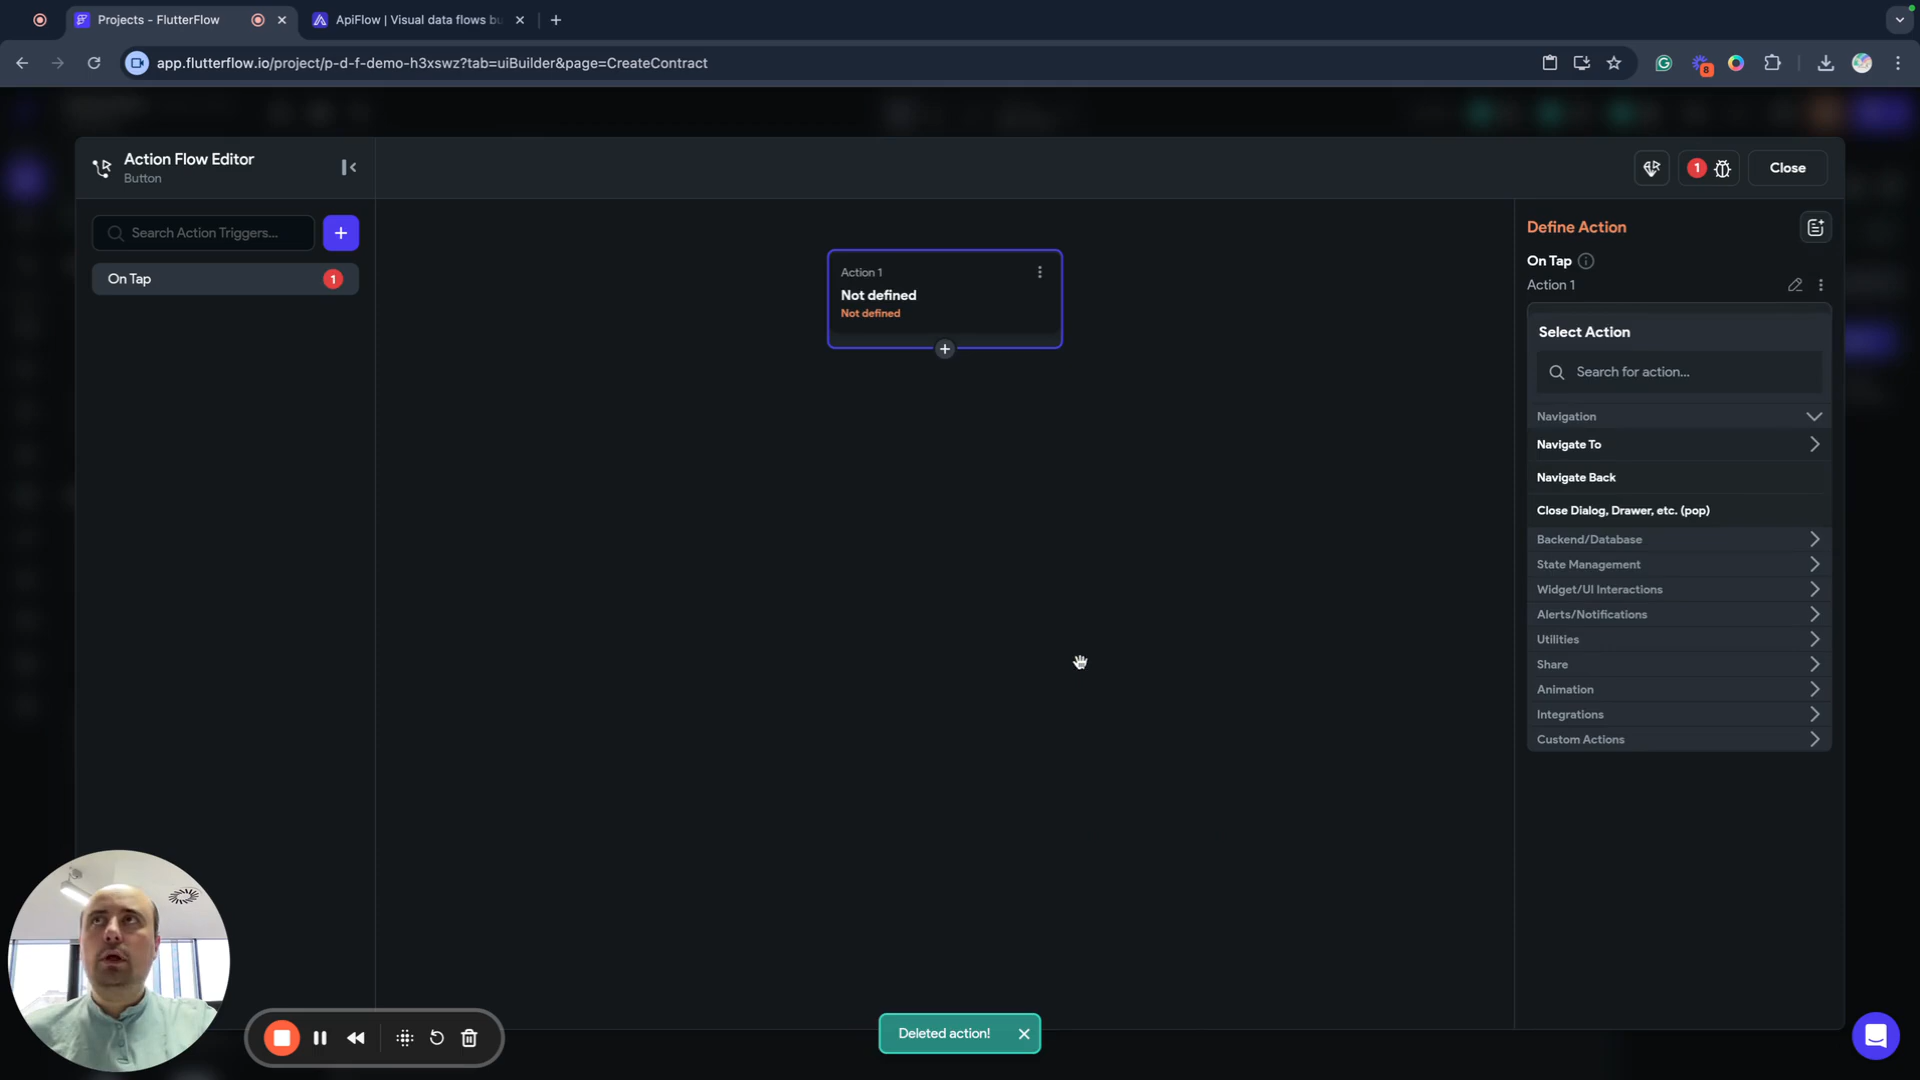 Projects - FlutterFlow
ApiFlow | Visual data flows bu
app.flutterflow.io/project/p-d-f-demo-h3xswz?tab=uiBuilder&page=CreateContract
8
Action Flow Editor
Button
1
Close
Search Action Triggers...
On Tap
1
Action 1
Not defined
Not defined
Define Action
On Tap
Action 1
Select Action
Search for action...
Navigation
Navigate To
Navigate Back
Close Dialog, Drawer, etc. (pop)
Backend/Database
State Management
Widget/UI Interactions
Alerts/Notifications
Utilities
Share
Animation
Integrations
Custom Actions
Deleted action!